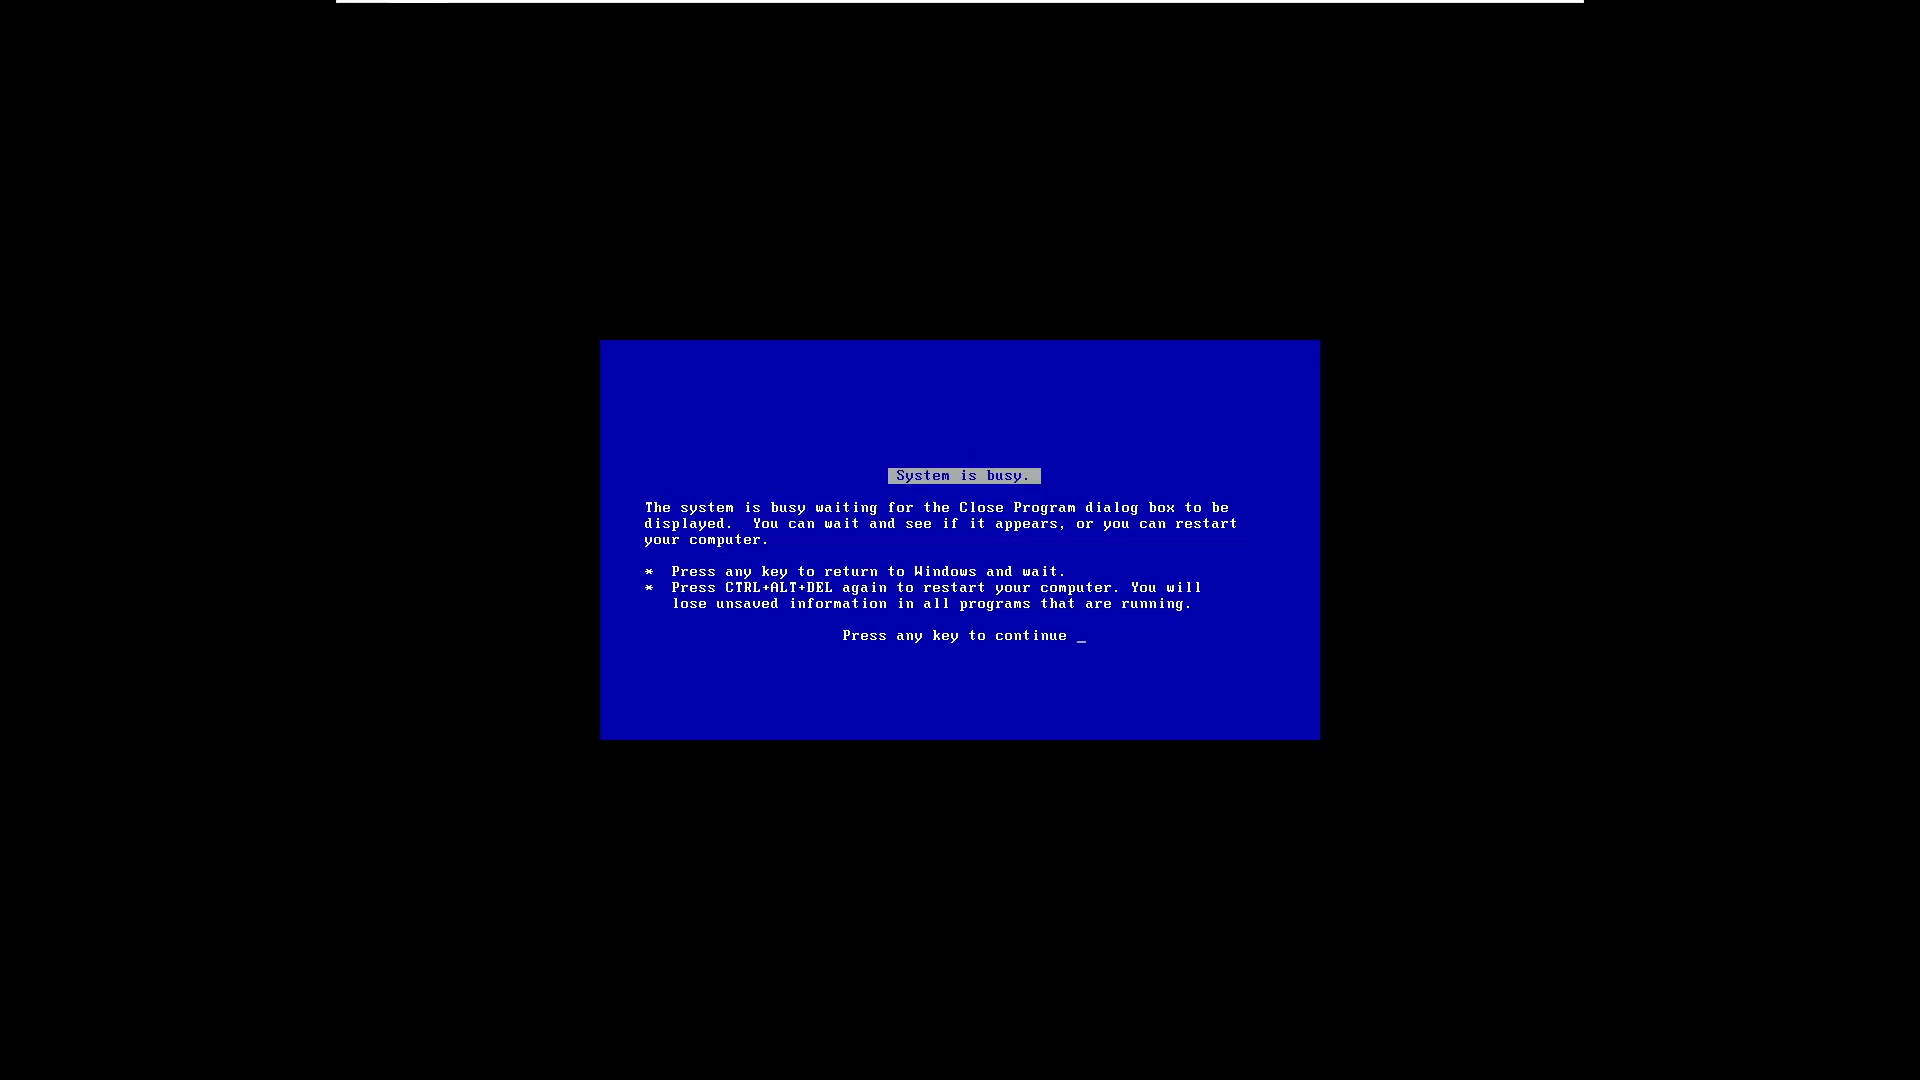 System is busy.
The system is busy waiting for the Close Program dialog box to be
displayed.  You can wait and see if it appears, or you can restart
your computer.
*  Press any key to return to Windows and wait.
*  Press CTRL+ALT+DEL again to restart your computer. You will
lose unsaved information in all programs that are running.
Press any key to continue _